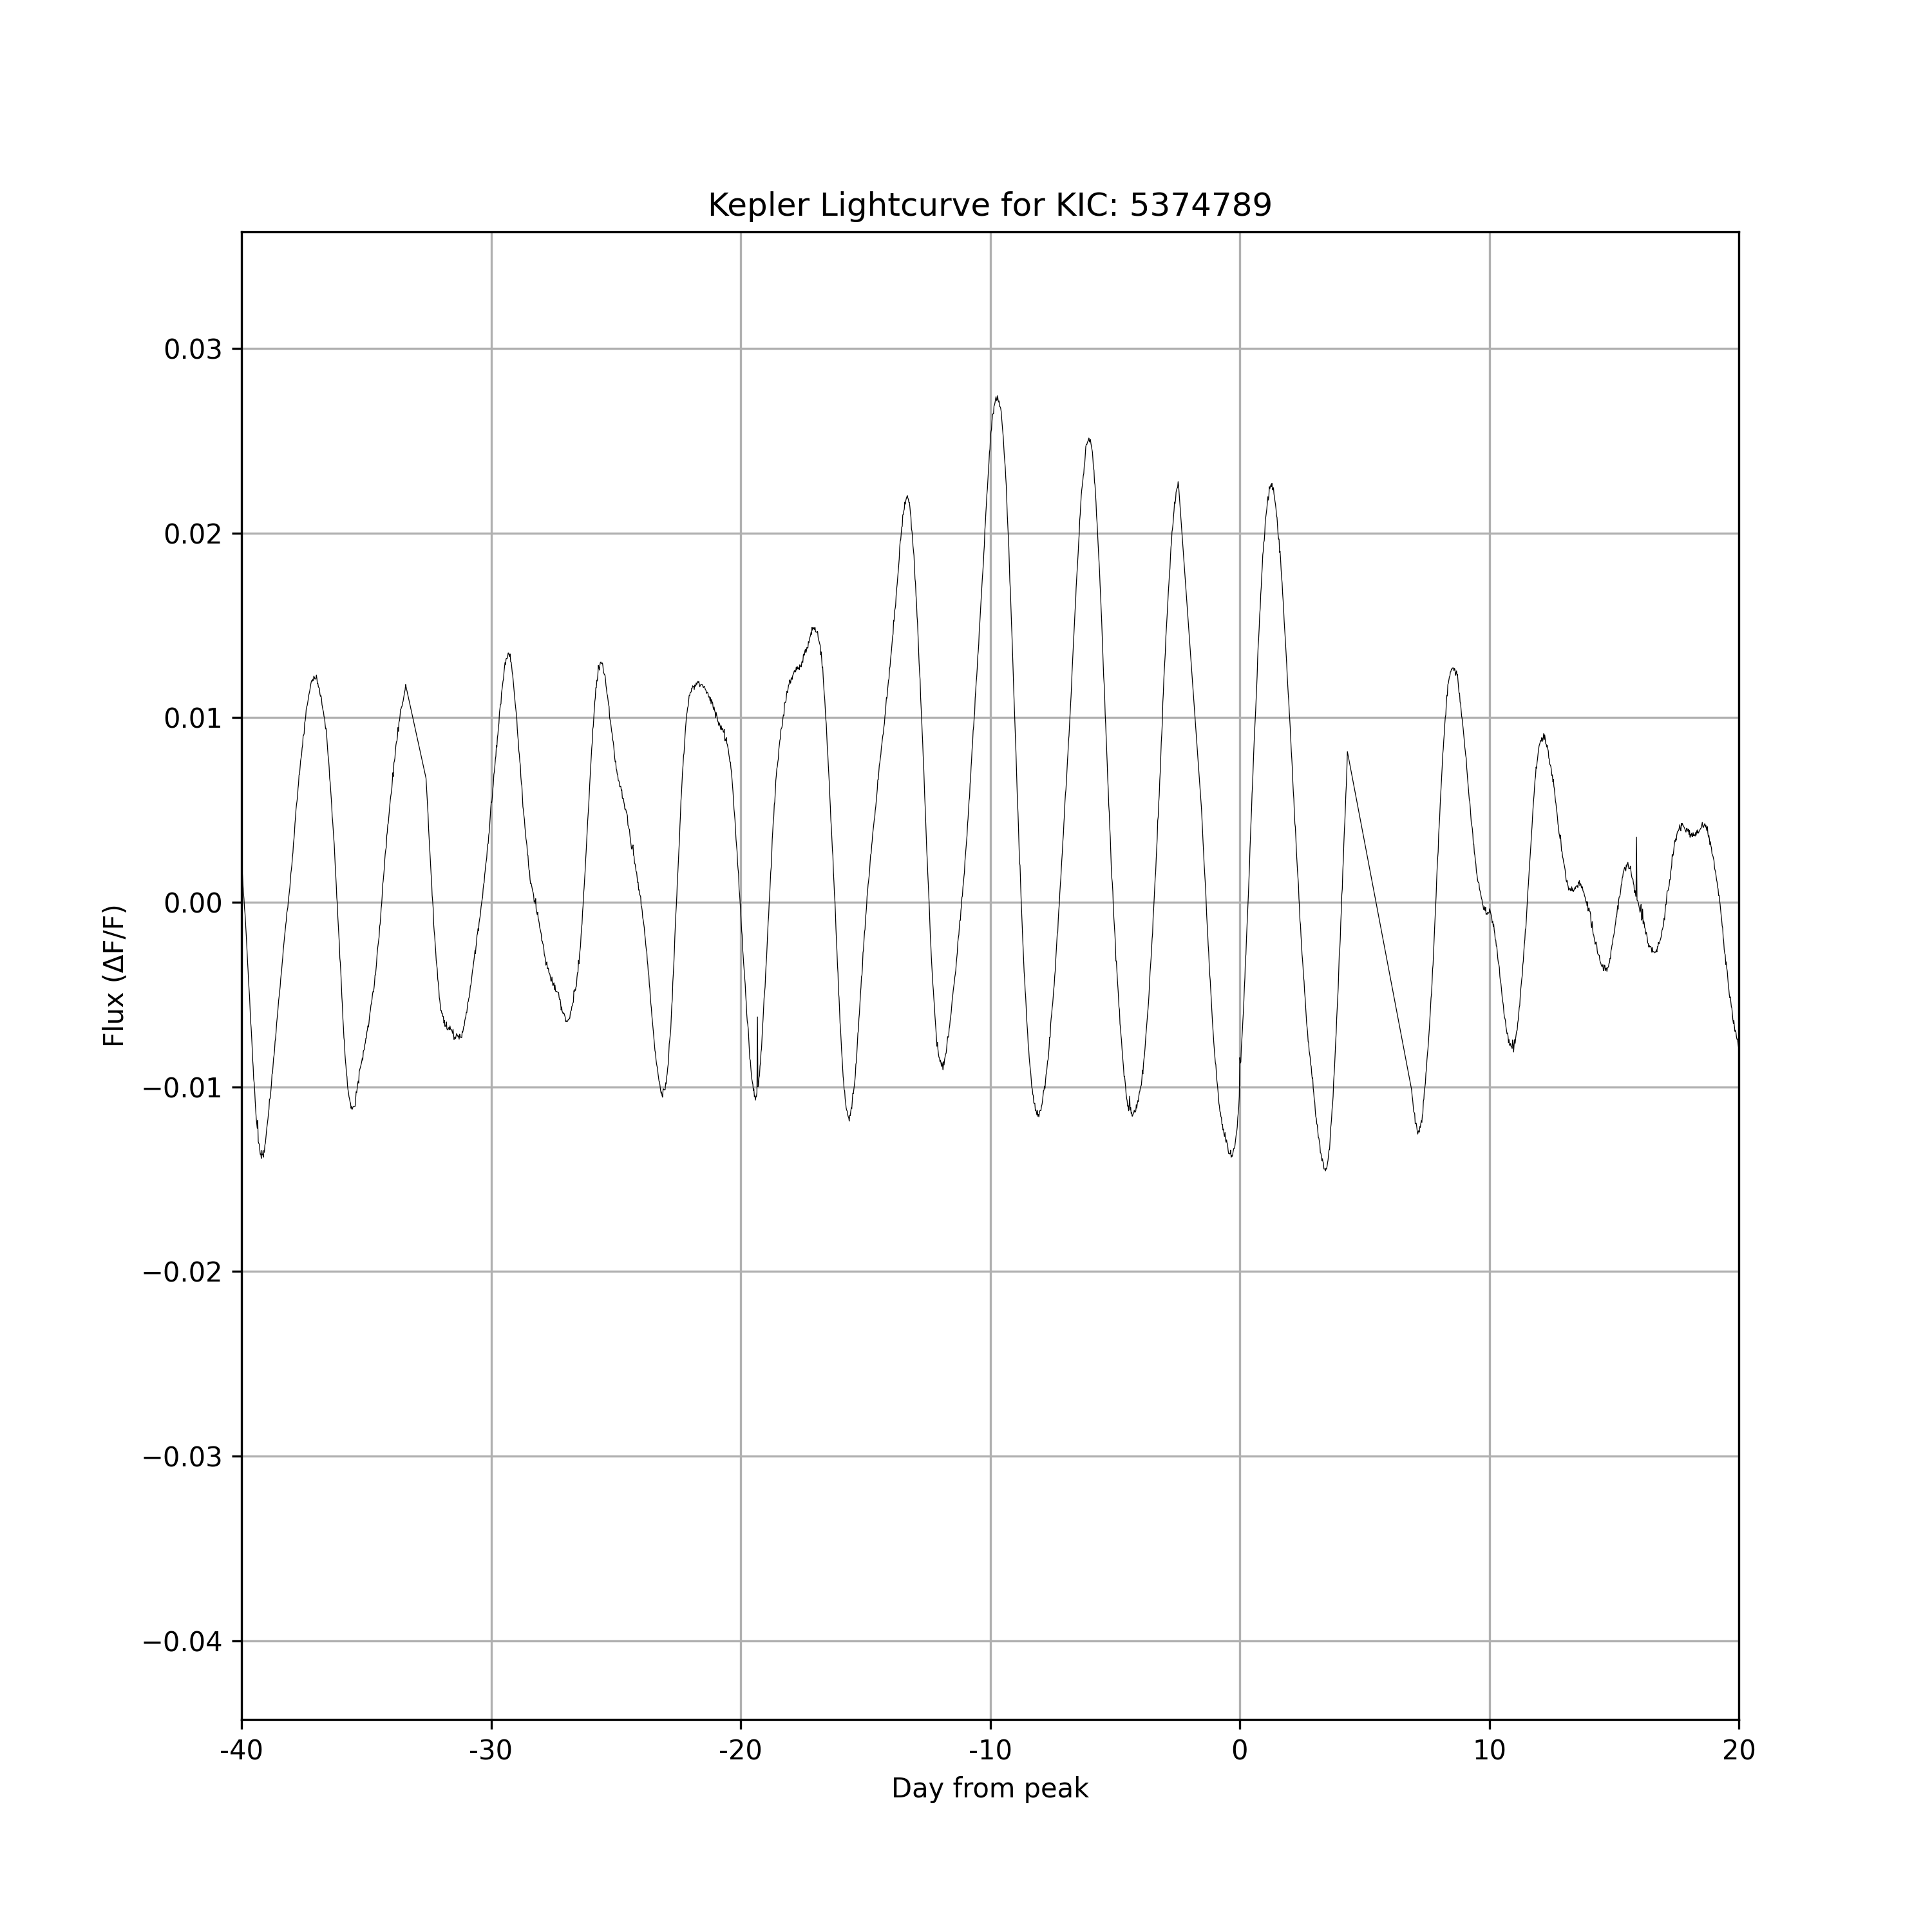 Kepler Lightcurve for KIC: 5374789
0.03
0.02
0.01
0.00
−0.01
−0.02
−0.03
−0.04
Flux (ΔF/F)
-40 -30 -20 -10 0 10 20
Day from peak